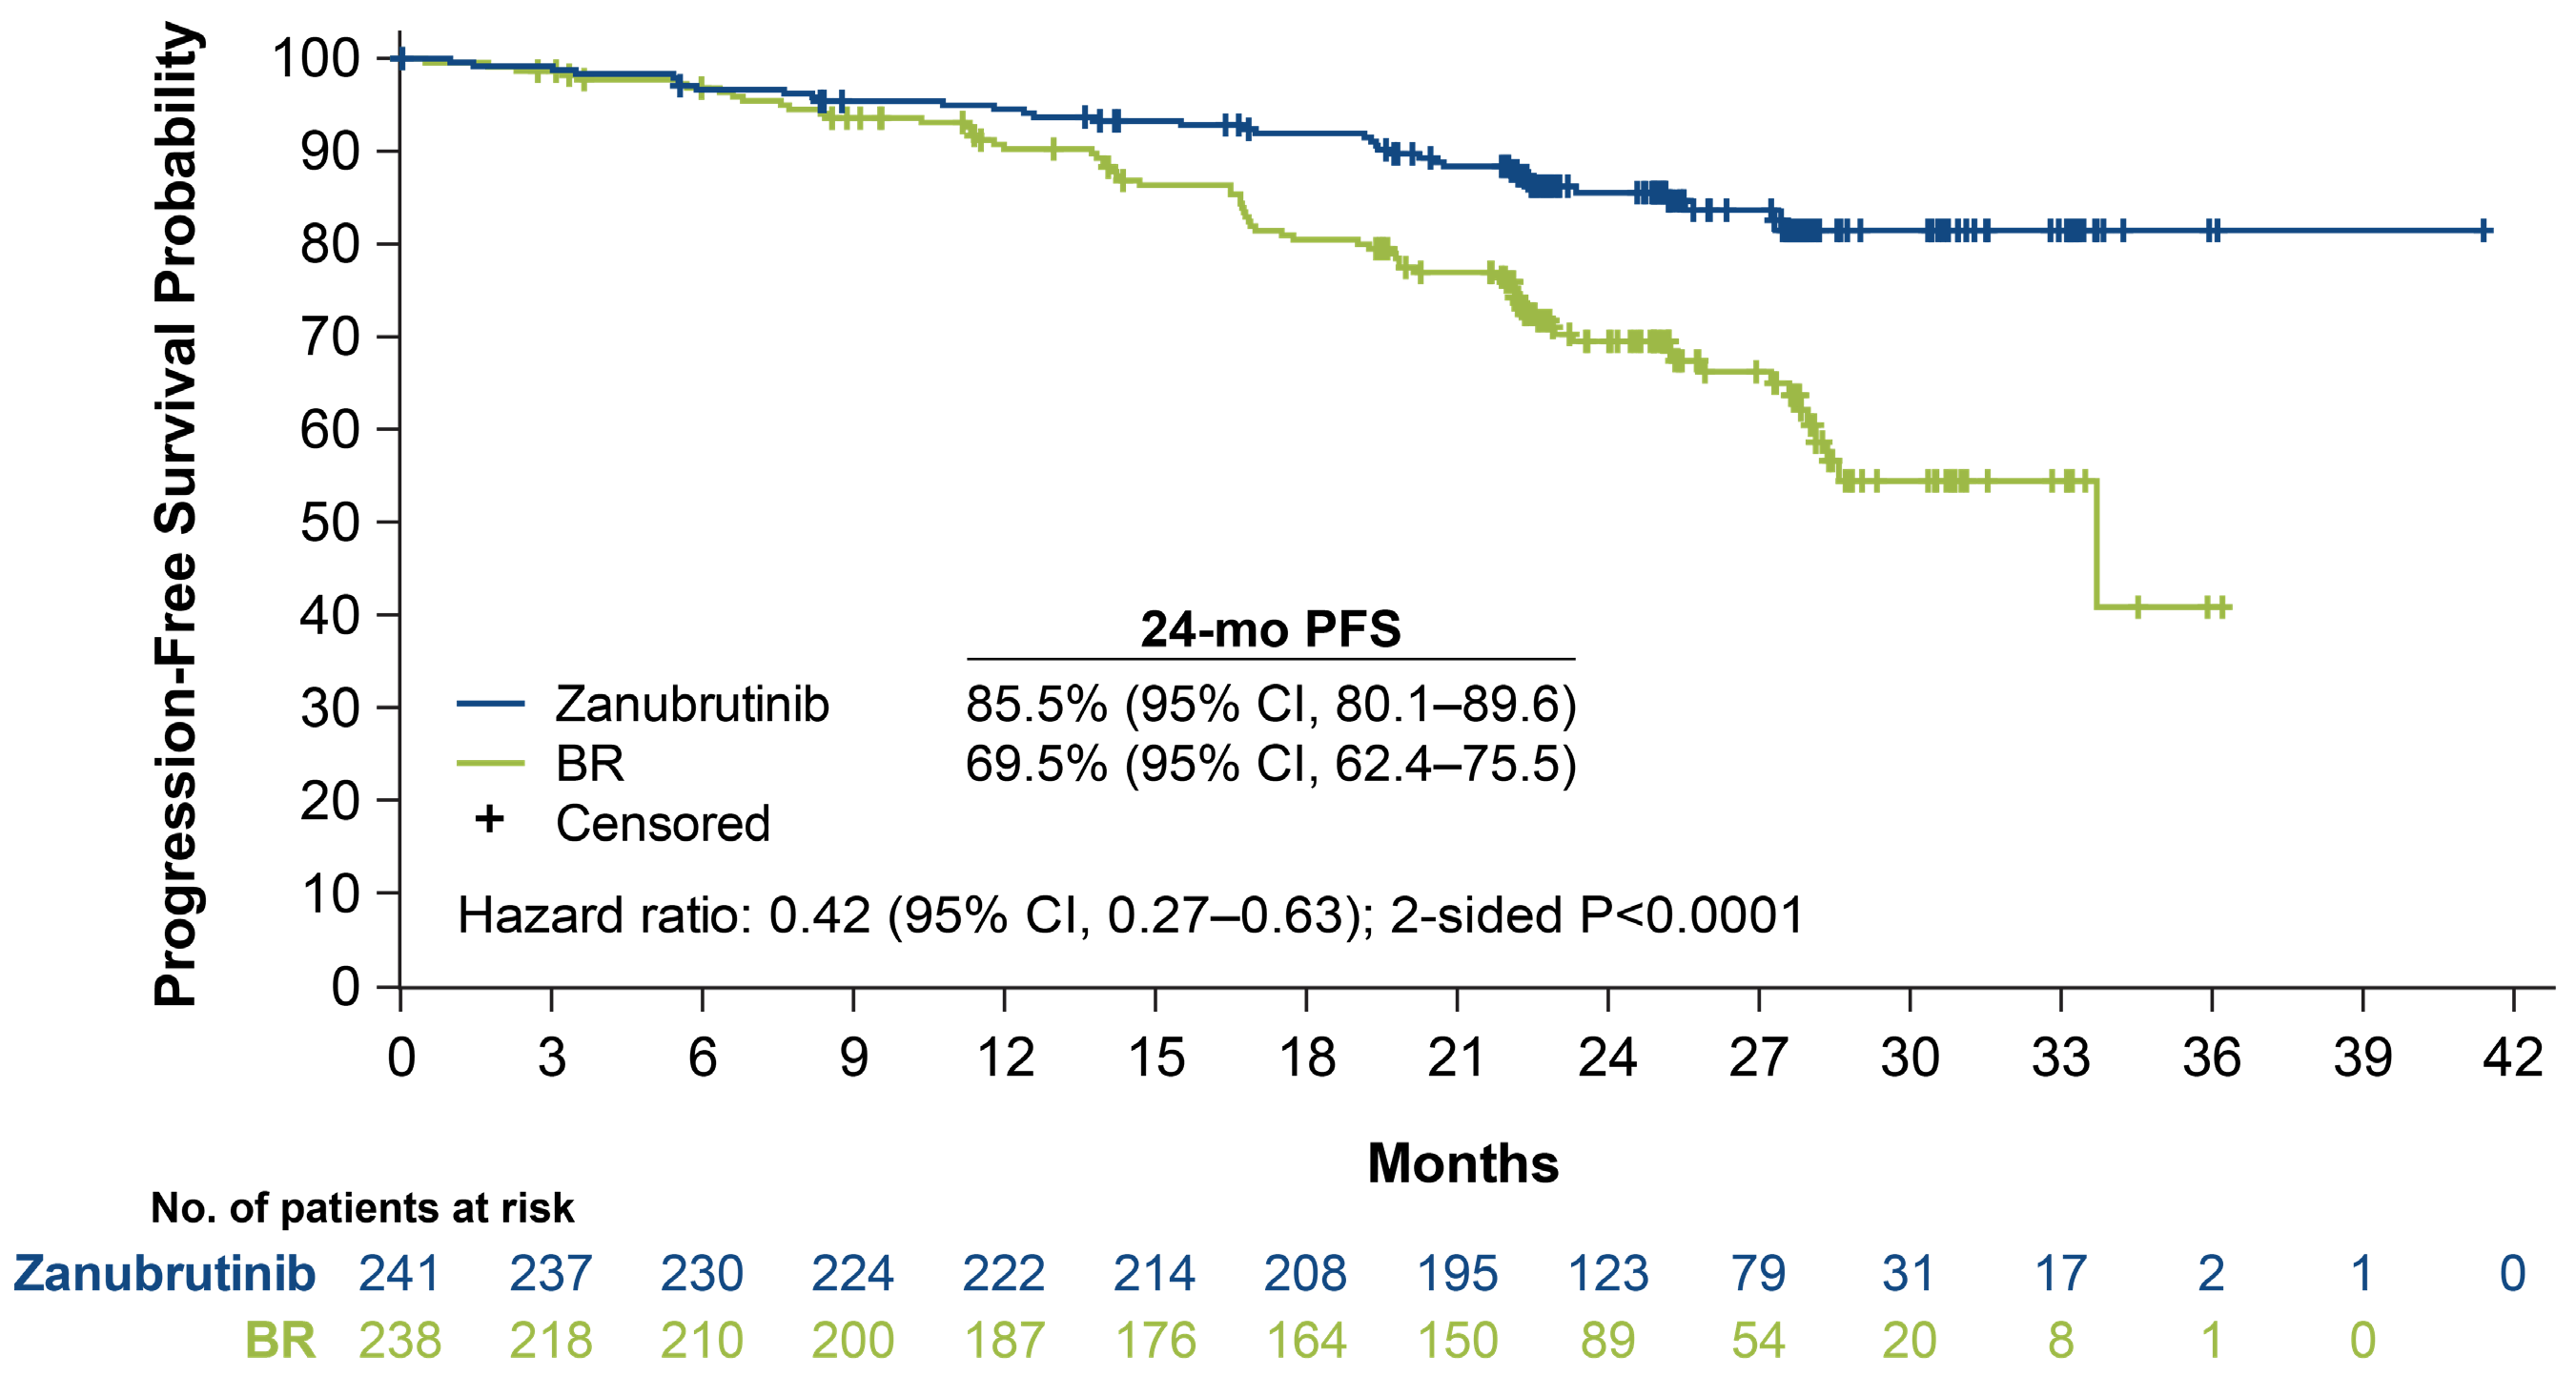 Progression-Free Survival Probability
100
90
80
70
60
50
40
30
20
10
0
24-mo PFS
Zanubrutinib 85.5% (95% CI, 80.1–89.6)
BR 69.5% (95% CI, 62.4–75.5)
+ Censored
Hazard ratio: 0.42 (95% CI, 0.27–0.63); 2-sided P<0.0001
0 3 6 9 12 15 18 21 24 27 30 33 36 39 42
Months
No. of patients at risk
Zanubrutinib 241 237 230 224 222 214 208 195 123 79 31 17 2 1 0
BR 238 218 210 200 187 176 164 150 89 54 20 8 1 0